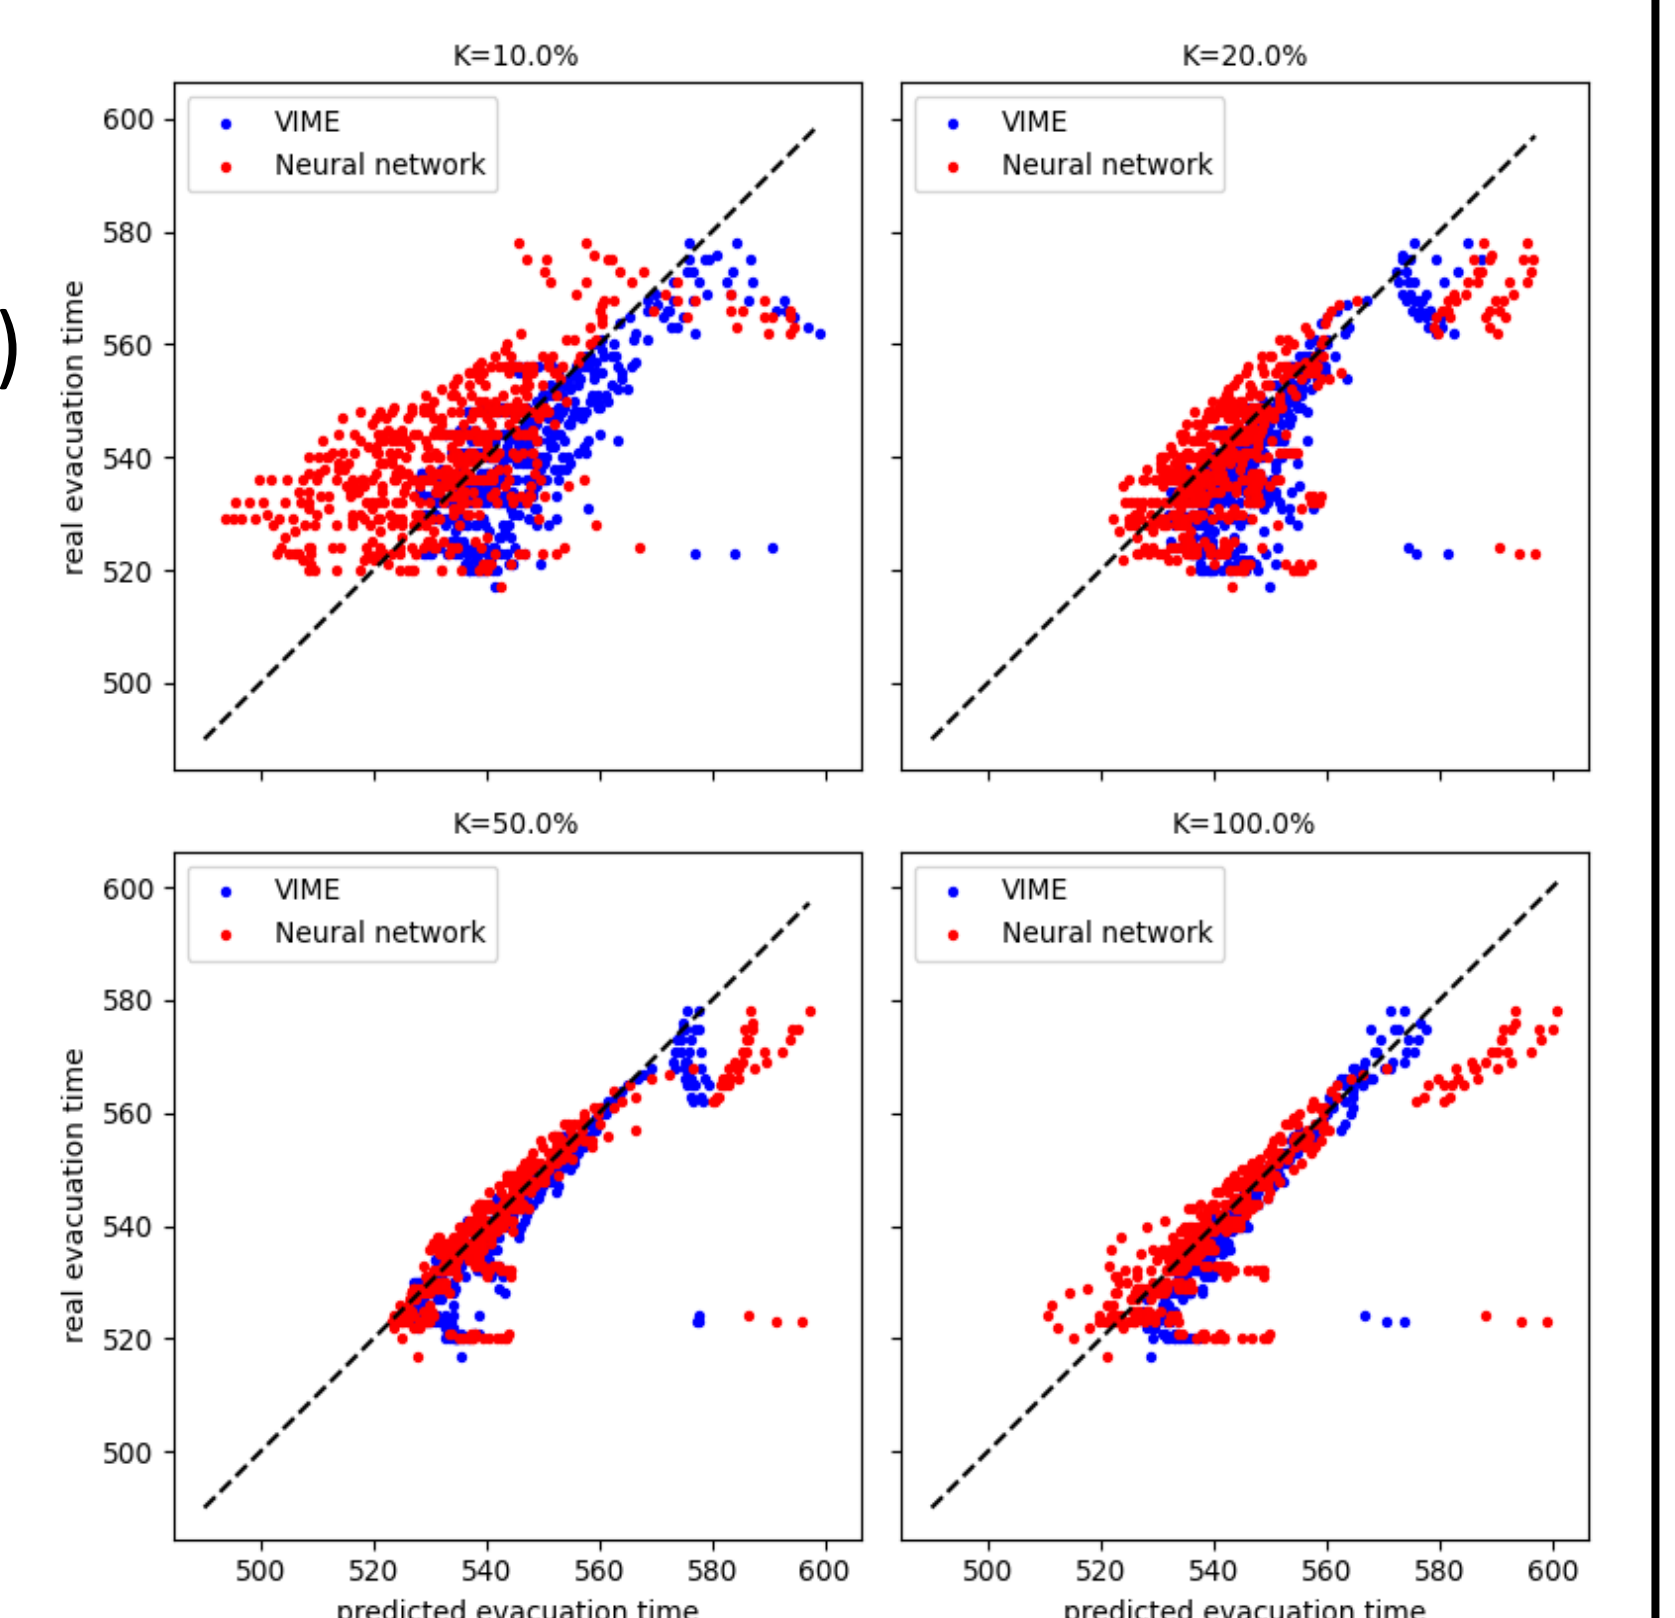 )
K=10.0%
VIME
Neural network
600
580
560
540
520
500
real evacuation time
K=20.0%
VIME
Neural network
K=50.0%
VIME
Neural network
600
580
560
540
520
500
real evacuation time
500 520 540 560 580 600
predicted evacuation time
K=100.0%
VIME
Neural network
500 520 540 560 580 600
predicted evacuation time